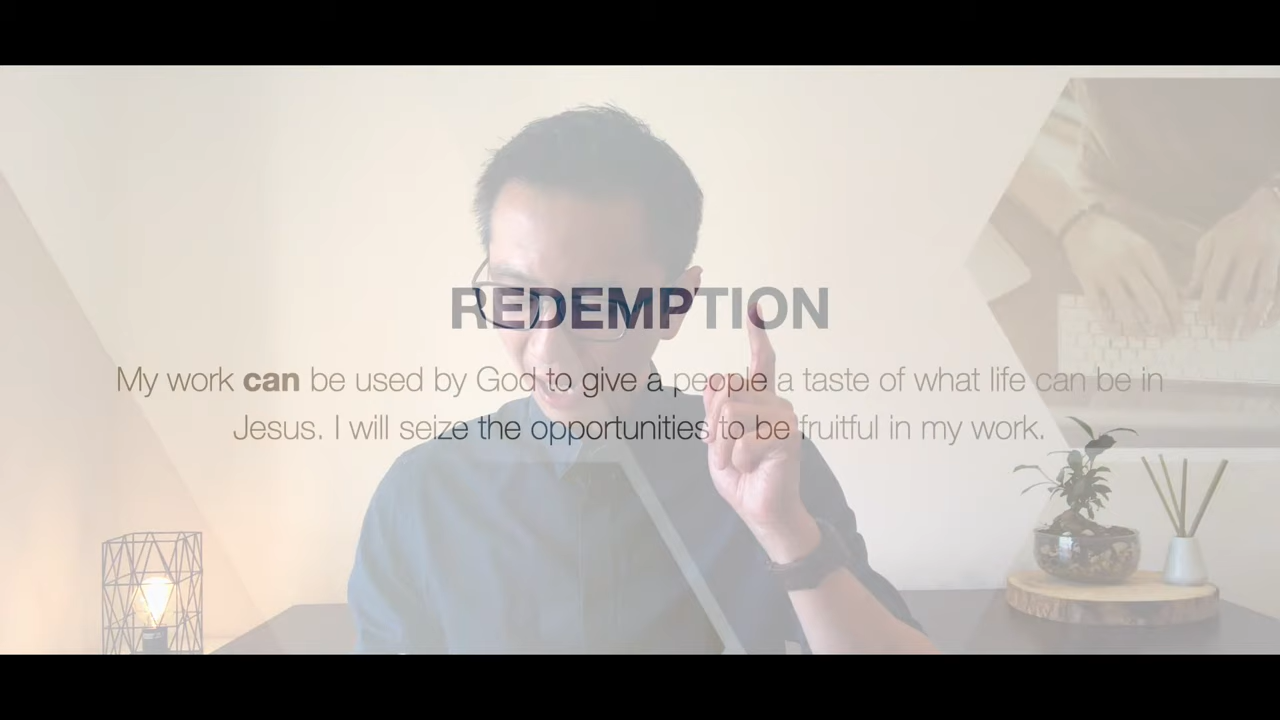 REDEMPTION
My work can be used by God to give a people a taste of what life can be in
Jesus. I will seize the opportunities to be fruitful in my work.